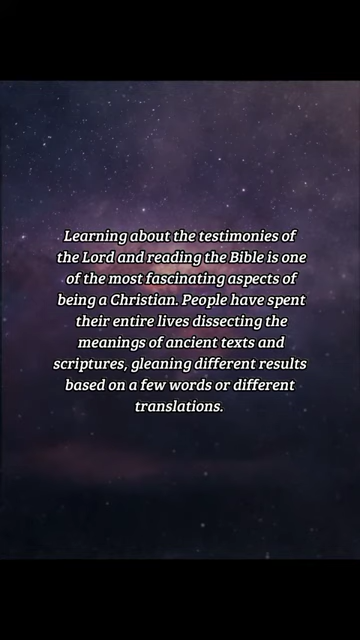 Learning about the testimonies of
the Lord and reading the Bible is one
of the most fascinating aspects of
being a Christian. People have spent
their entire lives dissecting the
meanings of ancient texts and
scriptures, gleaning different results
based on a few words or different
translations.